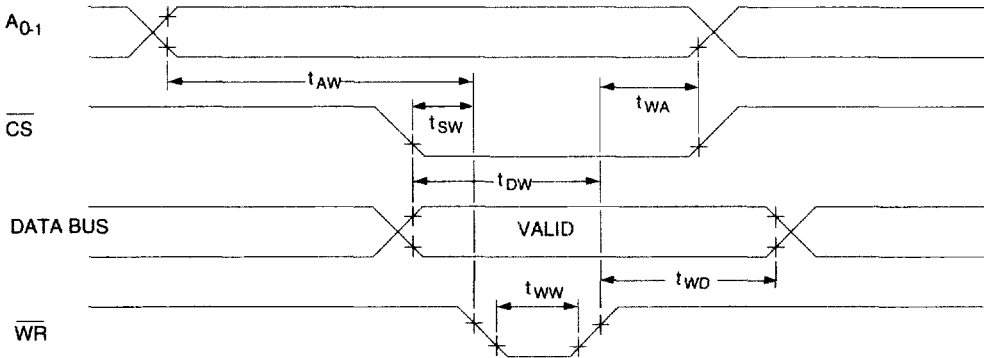 A0-1
tAW
tWA
CS
tSW
tDW
DATA BUS
VALID
tWD
tWW
WR